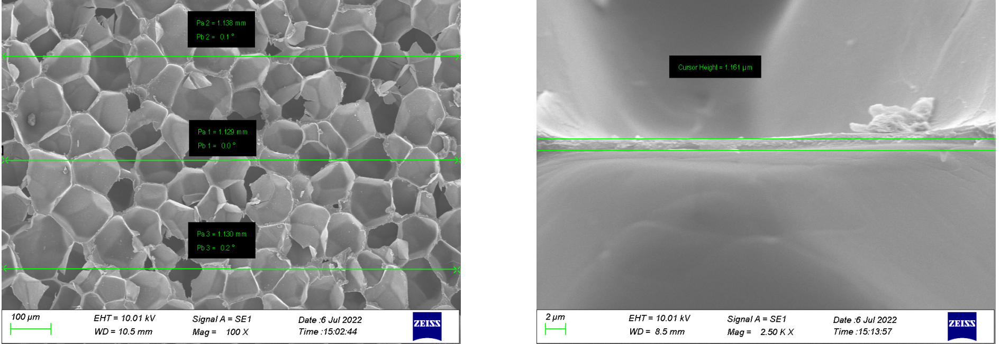 Pa 2 = 1.138 mm
Pb 2 = 0.1 °
Pa 1 = 1.129 mm
Pb 1 = 0.0 °
Pa 3 = 1.130 mm
Pb 3 = 0.2 °
100 µm
EHT = 10.01 kV
Signal A = SE1
Date :6 Jul 2022
WD = 10.5 mm
Mag = 100 X
Time :15:02:44
ZEISS
Cursor Height = 1.161 µm
2 µm
EHT = 10.01 kV
Signal A = SE1
Date :6 Jul 2022
WD = 8.5 mm
Mag = 2.50 K X
Time :15:13:57
ZEISS